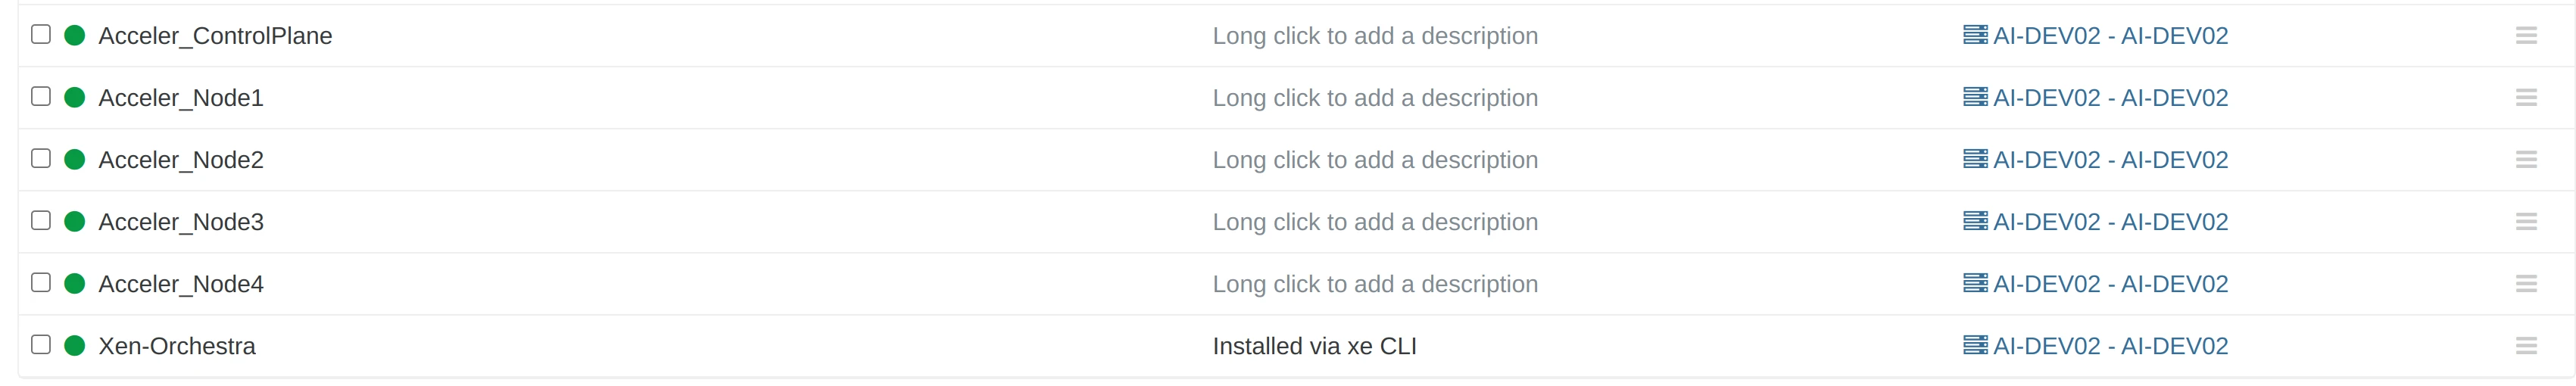 Acceler_ControlPlane Long click to add a description AI-DEV02 - AI-DEV02
Acceler_Node1 Long click to add a description AI-DEV02 - AI-DEV02
Acceler_Node2 Long click to add a description AI-DEV02 - AI-DEV02
Acceler_Node3 Long click to add a description AI-DEV02 - AI-DEV02
Acceler_Node4 Long click to add a description AI-DEV02 - AI-DEV02
Xen-Orchestra Installed via xe CLI AI-DEV02 - AI-DEV02